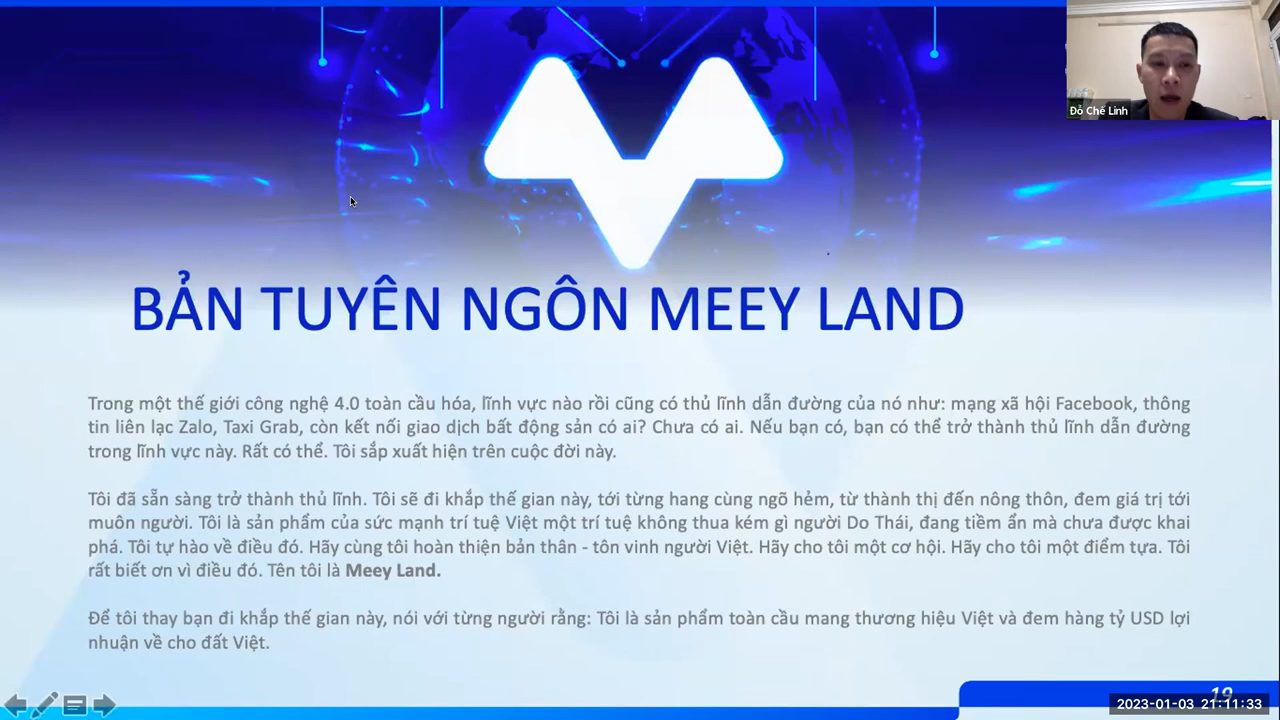 Đỗ Chế Linh
BẢN TUYÊN NGÔN MEEY LAND
Trong một thế giới công nghệ 4.0 toàn cầu hóa, lĩnh vực nào rồi cũng có thủ lĩnh dẫn đường của nó như: mạng xã hội Facebook, thông
tin liên lạc Zalo, Taxi Grab, còn kết nối giao dịch bất động sản có ai? Chưa có ai. Nếu bạn có, bạn có thể trở thành thủ lĩnh dẫn đường
trong lĩnh vực này. Rất có thể. Tôi sắp xuất hiện trên cuộc đời này.
Tôi đã sẵn sàng trở thành thủ lĩnh. Tôi sẽ đi khắp thế gian này, tới từng hang cùng ngõ hẻm, từ thành thị đến nông thôn, đem giá trị tới
muôn người. Tôi là sản phẩm của sức mạnh trí tuệ Việt một trí tuệ không thua kém gì người Do Thái, đang tiềm ẩn mà chưa được khai
phá. Tôi tự hào về điều đó. Hãy cùng tôi hoàn thiện bản thân - tôn vinh người Việt. Hãy cho tôi một cơ hội. Hãy cho tôi một điểm tựa. Tôi
rất biết ơn vì điều đó. Tên tôi là Meey Land.
Để tôi thay bạn đi khắp thế gian này, nói với từng người rằng: Tôi là sản phẩm toàn cầu mang thương hiệu Việt và đem hàng tỷ USD lợi
nhuận về cho đất Việt.
19
2023-01-03 21:11:33